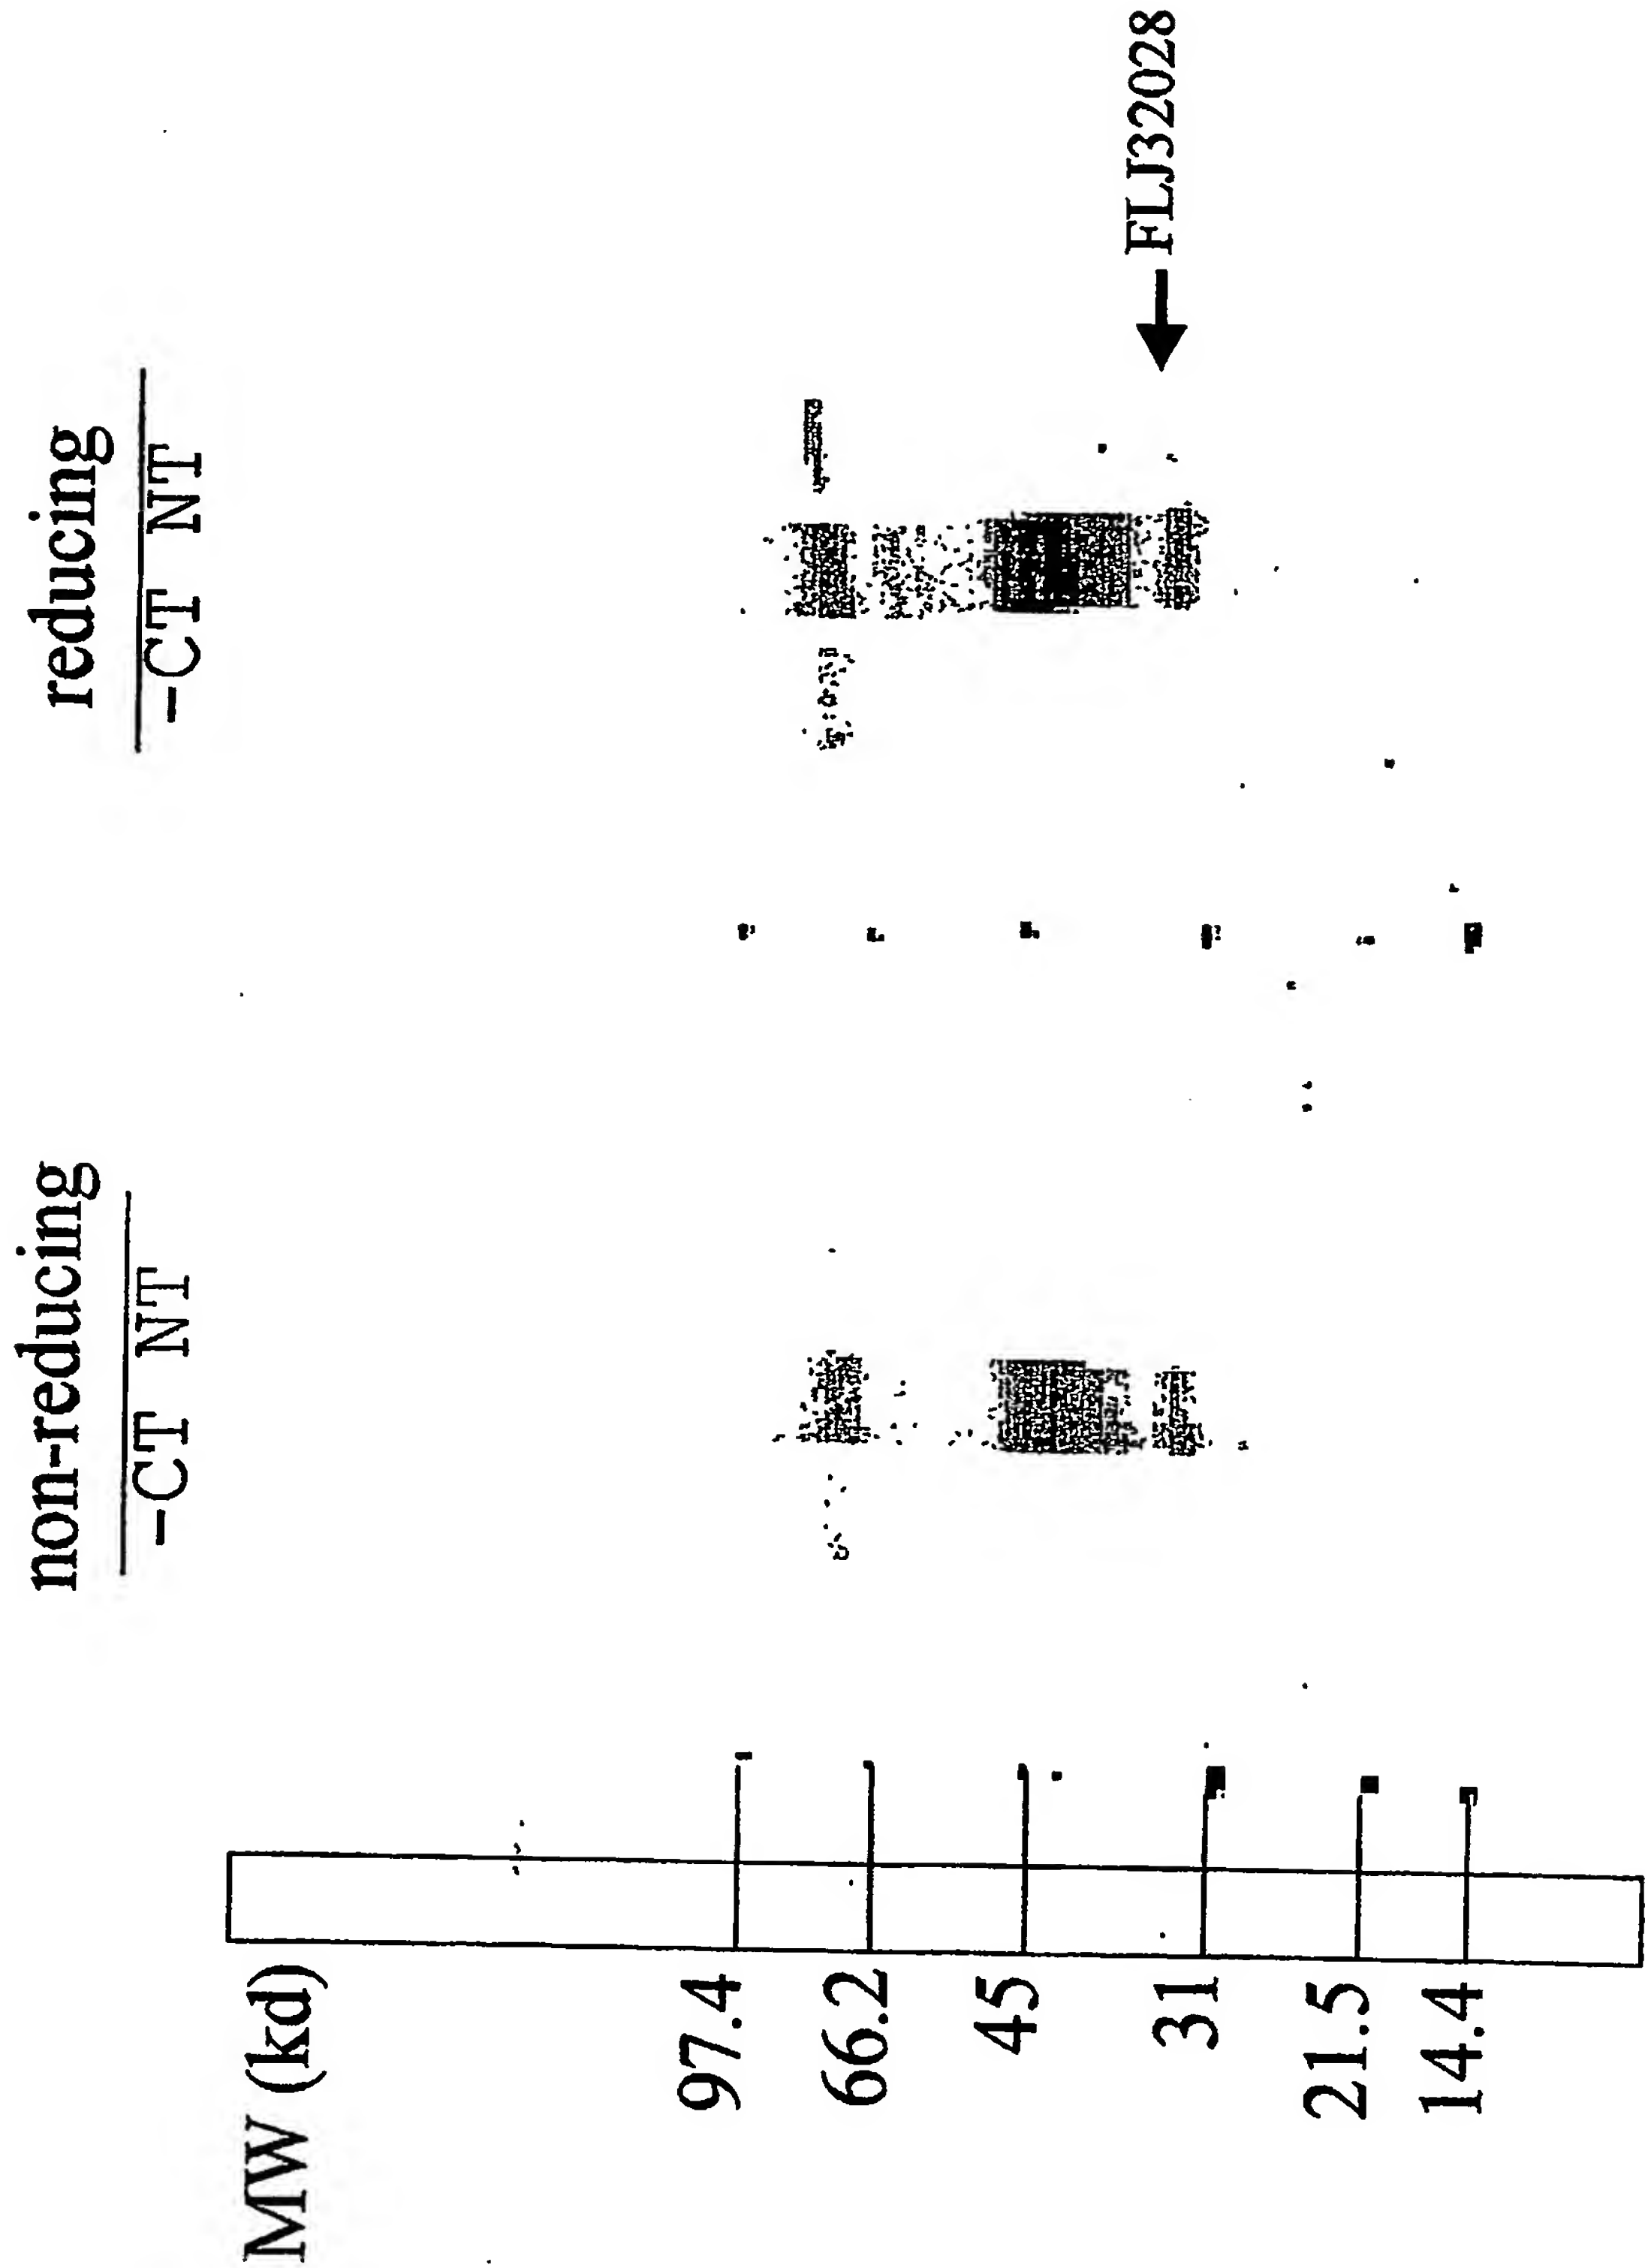 non-reducing
reducing
-CT NT
-CT NT
MW (kd)
97.4
66.2
45
31
21.5
14.4
FLJ32028